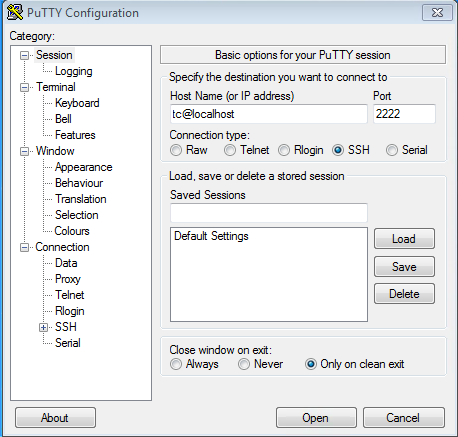 PuTTY Configuration
Category:
Session
Logging
Terminal
Keyboard
Bell
Features
Window
Appearance
Behaviour
Translation
Selection
Colours
Connection
Data
Proxy
Telnet
Rlogin
SSH
Serial
Basic options for your PuTTY session
Specify the destination you want to connect to
Host Name (or IP address) Port
tc@localhost 2222
Connection type:
Raw Telnet Rlogin SSH Serial
Load, save or delete a stored session
Saved Sessions
Default Settings
Load
Save
Delete
Close window on exit:
Always Never Only on clean exit
About Open Cancel